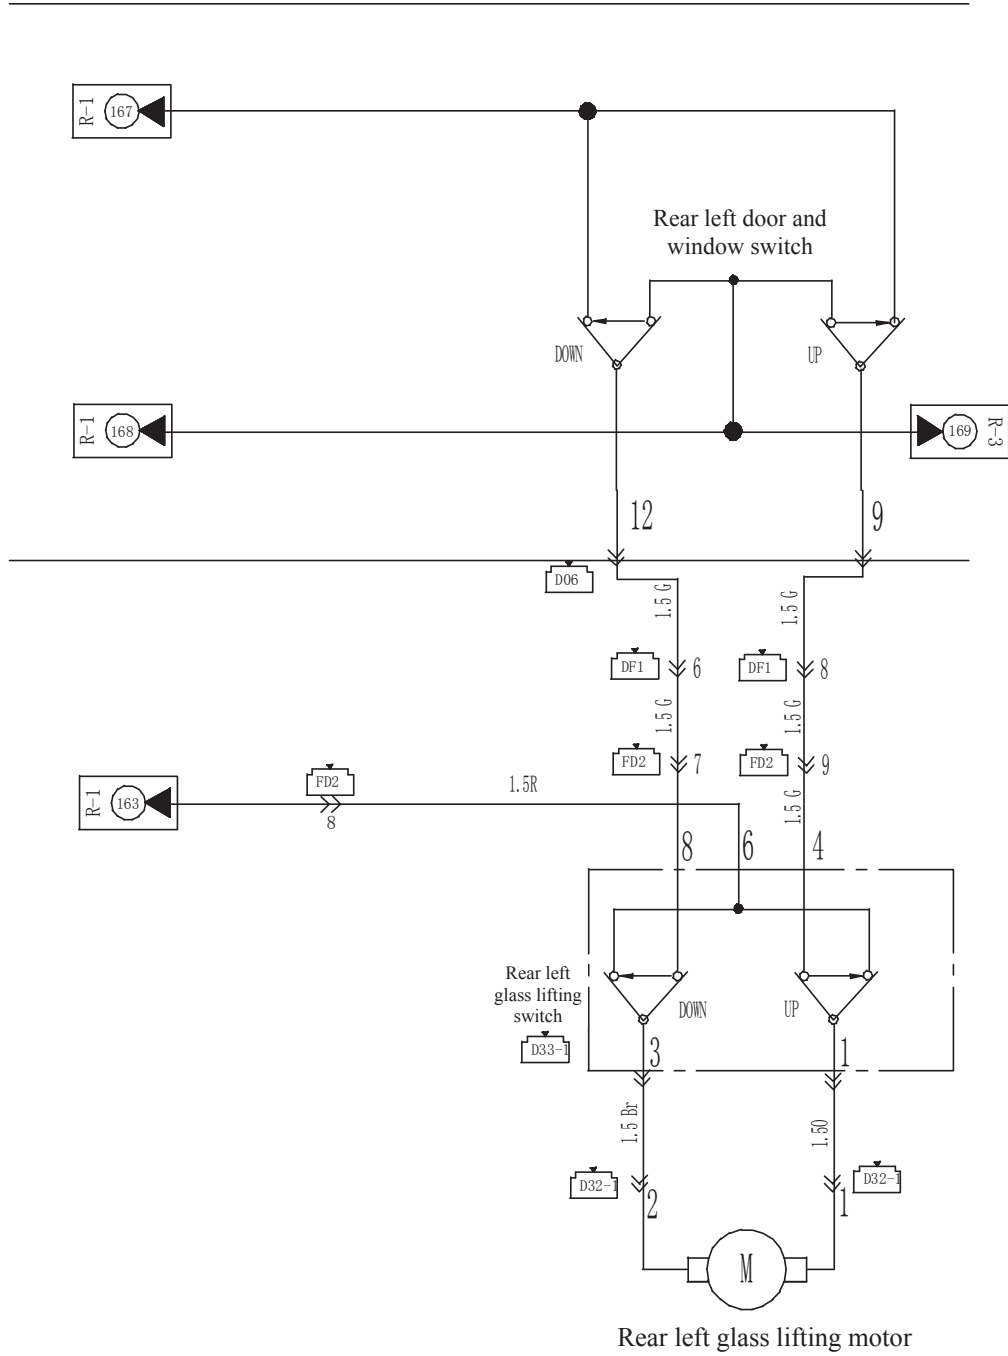 R-1
167
Rear left door and
window switch
DOWN
UP
R-1
168
169
R-3
12
9
D06
1.5 G
1.5 G
DF1
6
DF1
8
1.5 G
1.5 G
FD2
7
FD2
9
R-1
163
FD2
8
1.5R
1.5 G
8
6
4
Rear left
glass lifting
switch
DOWN
UP
D33-1
3
1
1.5 Br
1.5O
D32-1
2
D32-1
1
M
Rear left glass lifting motor